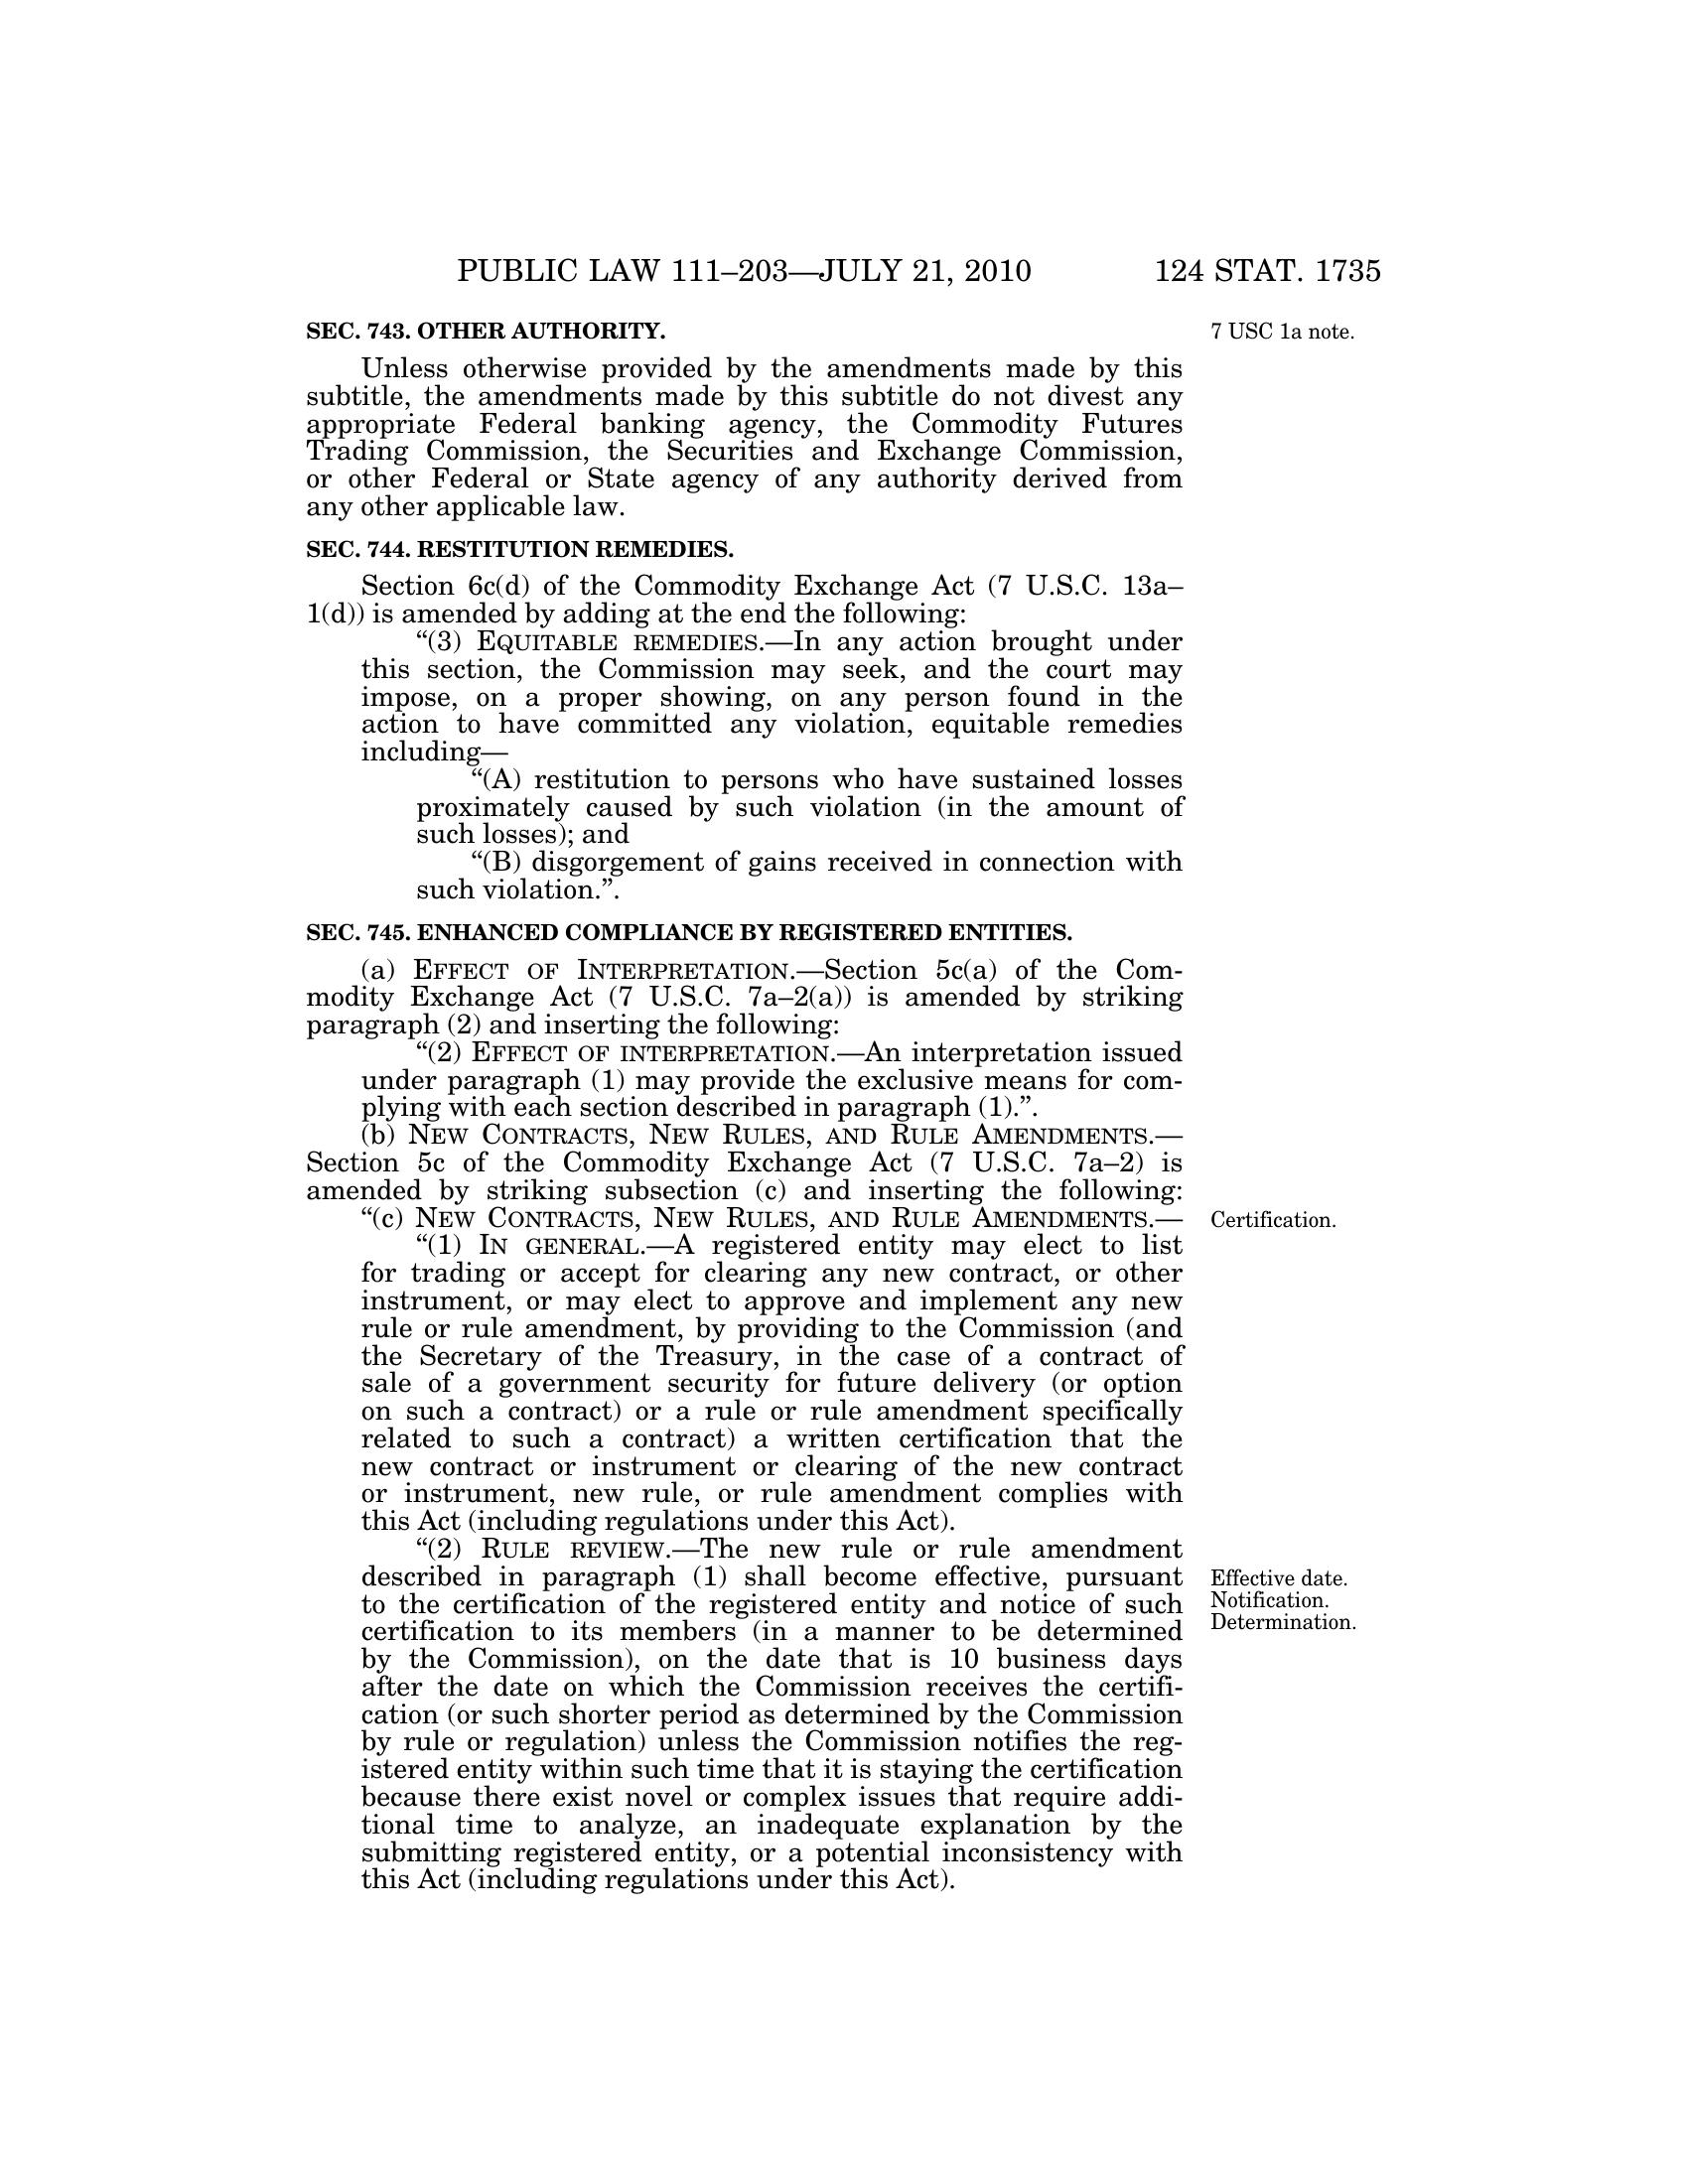 PUBLIC LAW 111–203—JULY 21, 2010 124 STAT. 1735
SEC. 743. OTHER AUTHORITY.
7 USC 1a note.
Unless otherwise provided by the amendments made by this
subtitle, the amendments made by this subtitle do not divest any
appropriate Federal banking agency, the Commodity Futures
Trading Commission, the Securities and Exchange Commission,
or other Federal or State agency of any authority derived from
any other applicable law.
SEC. 744. RESTITUTION REMEDIES.
Section 6c(d) of the Commodity Exchange Act (7 U.S.C. 13a–
1(d)) is amended by adding at the end the following:
“(3) EQUITABLE REMEDIES.—In any action brought under
this section, the Commission may seek, and the court may
impose, on a proper showing, on any person found in the
action to have committed any violation, equitable remedies
including—
“(A) restitution to persons who have sustained losses
proximately caused by such violation (in the amount of
such losses); and
“(B) disgorgement of gains received in connection with
such violation.”.
SEC. 745. ENHANCED COMPLIANCE BY REGISTERED ENTITIES.
(a) EFFECT OF INTERPRETATION.—Section 5c(a) of the Com-
modity Exchange Act (7 U.S.C. 7a–2(a)) is amended by striking
paragraph (2) and inserting the following:
“(2) EFFECT OF INTERPRETATION.—An interpretation issued
under paragraph (1) may provide the exclusive means for com-
plying with each section described in paragraph (1).”.
(b) NEW CONTRACTS, NEW RULES, AND RULE AMENDMENTS.—
Section 5c of the Commodity Exchange Act (7 U.S.C. 7a–2) is
amended by striking subsection (c) and inserting the following:
“(c) NEW CONTRACTS, NEW RULES, AND RULE AMENDMENTS.—
Certification.
“(1) IN GENERAL.—A registered entity may elect to list
for trading or accept for clearing any new contract, or other
instrument, or may elect to approve and implement any new
rule or rule amendment, by providing to the Commission (and
the Secretary of the Treasury, in the case of a contract of
sale of a government security for future delivery (or option
on such a contract) or a rule or rule amendment specifically
related to such a contract) a written certification that the
new contract or instrument or clearing of the new contract
or instrument, new rule, or rule amendment complies with
this Act (including regulations under this Act).
“(2) RULE REVIEW.—The new rule or rule amendment
described in paragraph (1) shall become effective, pursuant
to the certification of the registered entity and notice of such
certification to its members (in a manner to be determined
by the Commission), on the date that is 10 business days
after the date on which the Commission receives the certifi-
cation (or such shorter period as determined by the Commission
by rule or regulation) unless the Commission notifies the reg-
istered entity within such time that it is staying the certification
because there exist novel or complex issues that require addi-
tional time to analyze, an inadequate explanation by the
submitting registered entity, or a potential inconsistency with
this Act (including regulations under this Act).
Effective date.
Notification.
Determination.